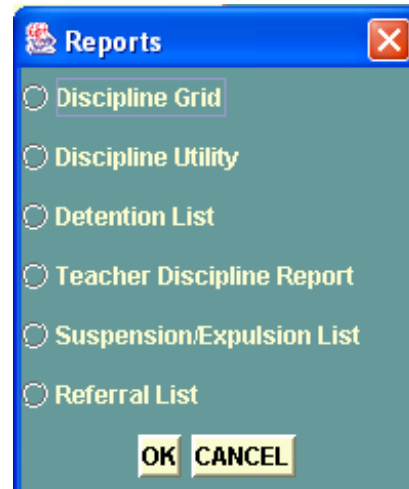 Reports
Discipline Grid
Discipline Utility
Detention List
Teacher Discipline Report
Suspension/Expulsion List
Referral List
OK CANCEL